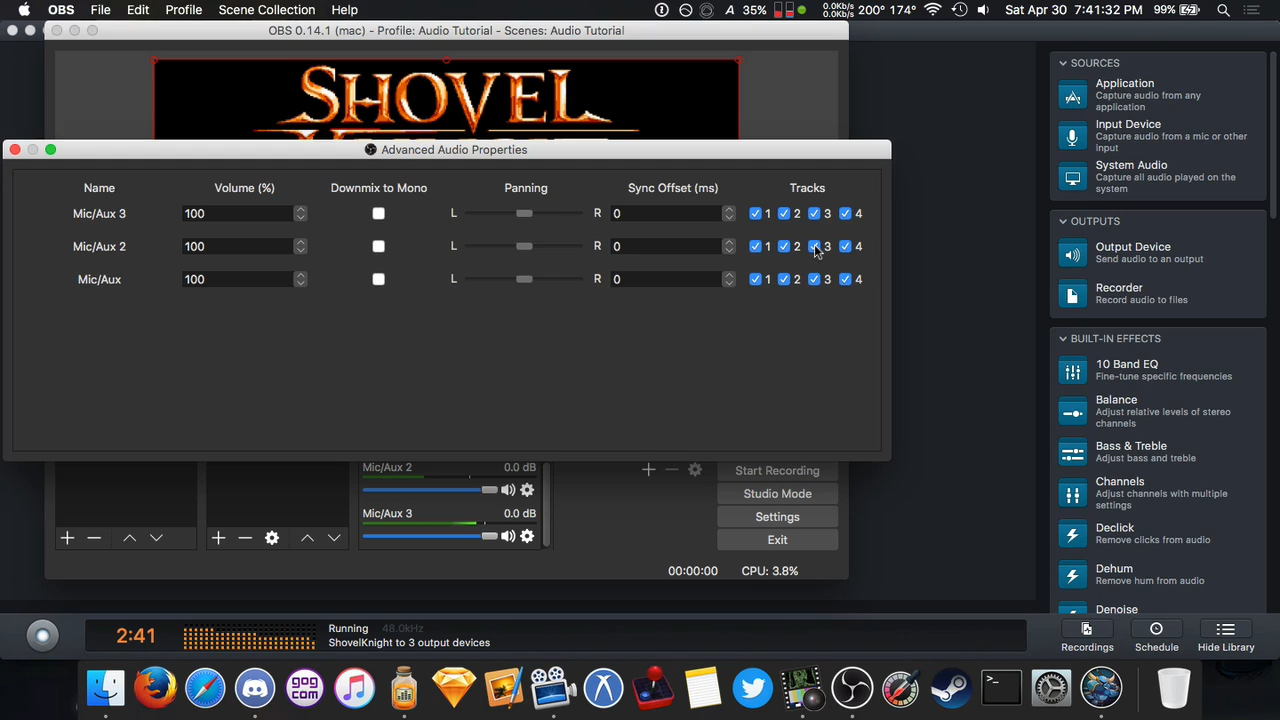 OBS File Edit Profile Scene Collection Help A 35% 0.0Kb/s 0.0Kb/s 200° 174° Sat Apr 30 7:41:32 PM 99%
OBS 0.14.1 (mac) - Profile: Audio Tutorial - Scenes: Audio Tutorial
SHOVEL
Advanced Audio Properties
Name Volume (%) Downmix to Mono Panning Sync Offset (ms) Tracks
Mic/Aux 3 100 L R 0 1 2 3 4
Mic/Aux 2 100 L R 0 1 2 3 4
Mic/Aux 100 L R 0 1 2 3 4
Mic/Aux 2 0.0 dB
Mic/Aux 3 0.0 dB
Start Recording
Studio Mode
Settings
Exit
00:00:00 CPU: 3.8%
SOURCES
Application
Capture audio from any
application
Input Device
Capture audio from a mic or other
input
System Audio
Capture all audio played on the
system
OUTPUTS
Output Device
Send audio to an output
Recorder
Record audio to files
BUILT-IN EFFECTS
10 Band EQ
Fine-tune specific frequencies
Balance
Adjust relative levels of stereo
channels
Bass & Treble
Adjust bass and treble
Channels
Adjust channels with multiple
settings
Declick
Remove clicks from audio
Dehum
Remove hum from audio
Denoise
2:41 Running 48.0kHz
ShovelKnight to 3 output devices
Recordings Schedule Hide Library
gog
com